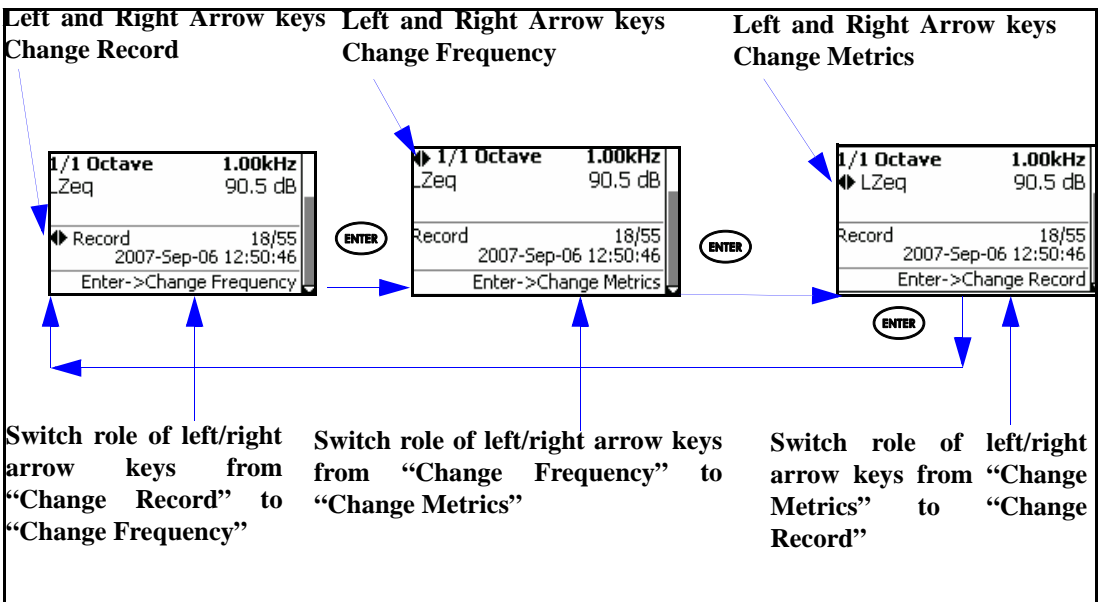 Left and Right Arrow keys
Change Record
Left and Right Arrow keys
Change Frequency
Left and Right Arrow keys
Change Metrics
1/1 Octave 1.00kHz
LZeq 90.5 dB
Record 18/55
2007-Sep-06 12:50:46
Enter->Change Frequency
ENTER
1/1 Octave 1.00kHz
LZeq 90.5 dB
Record 18/55
2007-Sep-06 12:50:46
Enter->Change Metrics
ENTER
1/1 Octave 1.00kHz
LZeq 90.5 dB
Record 18/55
2007-Sep-06 12:50:46
Enter->Change Record
ENTER
Switch role of left/right
arrow keys from
“Change Record” to
“Change Frequency”
Switch role of left/right arrow keys
from “Change Frequency” to
“Change Metrics”
Switch role of left/right
arrow keys from “Change
Metrics” to “Change
Record”